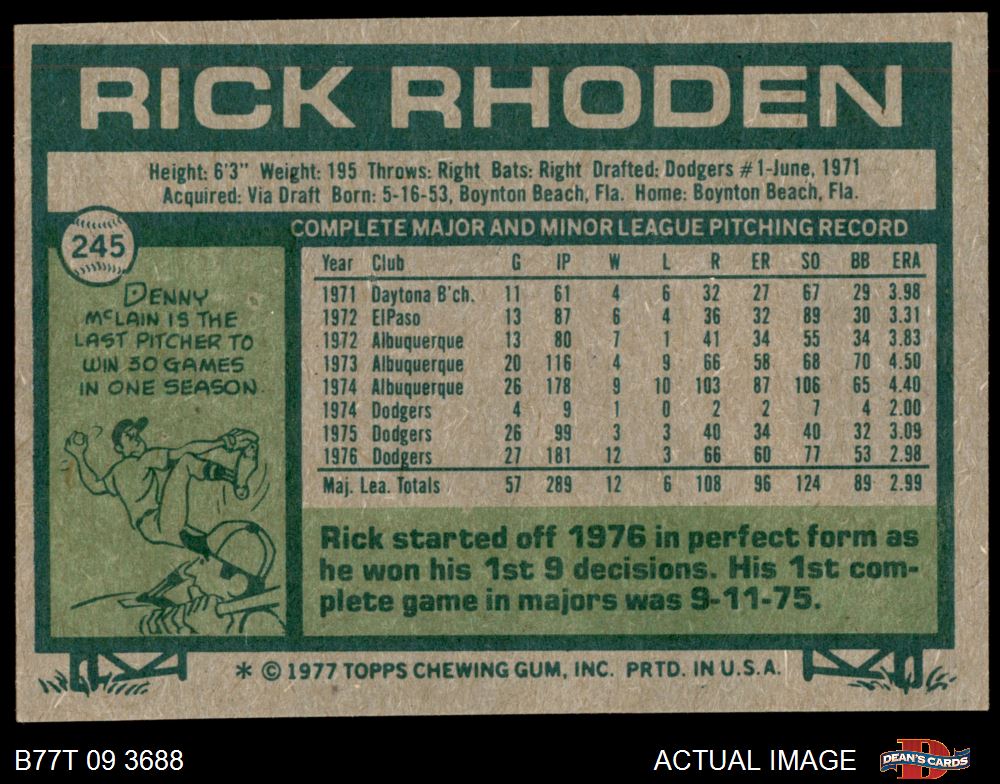 RICK RHODEN
Height: 6'3" Weight: 195 Throws: Right Bats: Right Drafted: Dodgers #1-June, 1971
Acquired: Via Draft Born: 5-16-53, Boynton Beach, Fla. Home: Boynton Beach, Fla.
245
DENNY
McLAIN IS THE
LAST PITCHER TO
WIN 30 GAMES
IN ONE SEASON
COMPLETE MAJOR AND MINOR LEAGUE PITCHING RECORD
Year Club G IP W L R ER SO BB ERA
1971 Daytona B'ch. 11 61 4 6 32 27 67 29 3.98
1972 ElPaso 13 87 6 4 36 32 89 30 3.31
1972 Albuquerque 13 80 7 1 41 34 55 34 3.83
1973 Albuquerque 20 116 4 9 66 58 68 70 4.50
1974 Albuquerque 26 178 9 10 103 87 106 65 4.40
1974 Dodgers 4 9 1 0 2 2 7 4 2.00
1975 Dodgers 26 99 3 3 40 34 40 32 3.09
1976 Dodgers 27 181 12 3 66 60 77 53 2.98
Maj. Lea. Totals 57 289 12 6 108 96 124 89 2.99
Rick started off 1976 in perfect form as
he won his 1st 9 decisions. His 1st com-
plete game in majors was 9-11-75.
* © 1977 TOPPS CHEWING GUM, INC. PRTD. IN U.S.A.
B77T 09 3688
ACTUAL IMAGE
D
DEAN'S CARDS